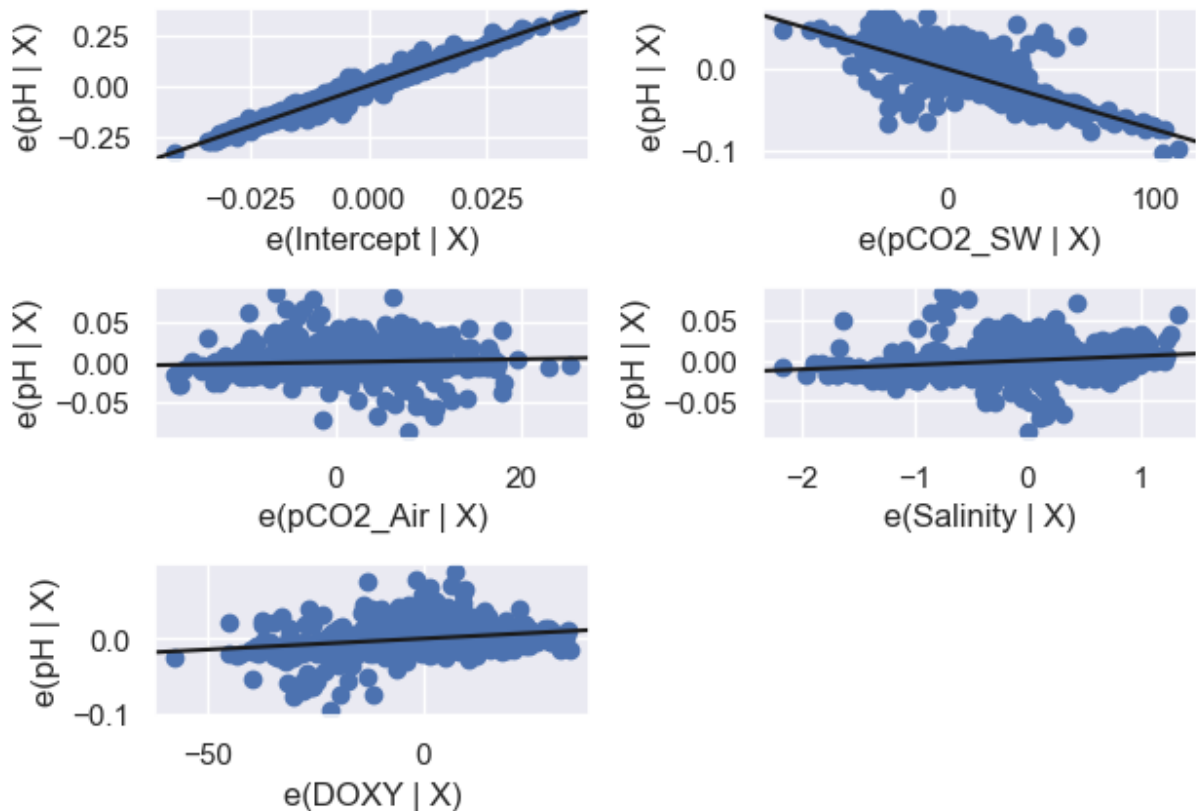 e(pH | X)
0.25
0.00
−0.25
−0.025 0.000 0.025
e(Intercept | X)
e(pH | X)
0.0
−0.1
0 100
e(pCO2_SW | X)
e(pH | X)
0.05
0.00
−0.05
0 20
e(pCO2_Air | X)
e(pH | X)
0.05
0.00
−0.05
−2 −1 0 1
e(Salinity | X)
e(pH | X)
0.0
−0.1
−50 0
e(DOXY | X)